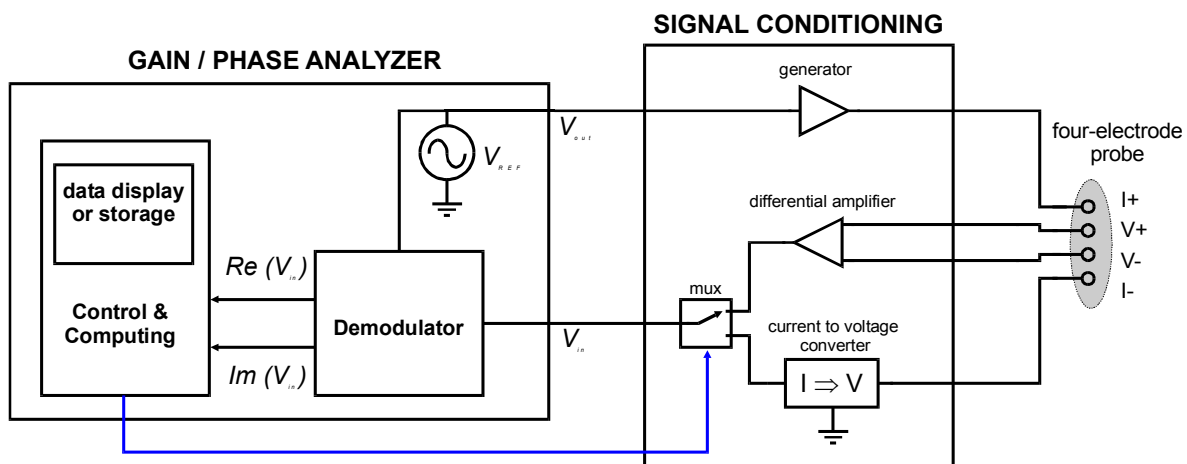 SIGNAL CONDITIONING
GAIN / PHASE ANALYZER
generator
V out
four-electrode
probe
V REF
data display
or storage
I+
differential amplifier
V+
V-
Re (V in)
I-
mux
Control &
Computing
Demodulator
current to voltage
converter
V in
Im (V in)
I ⇒ V